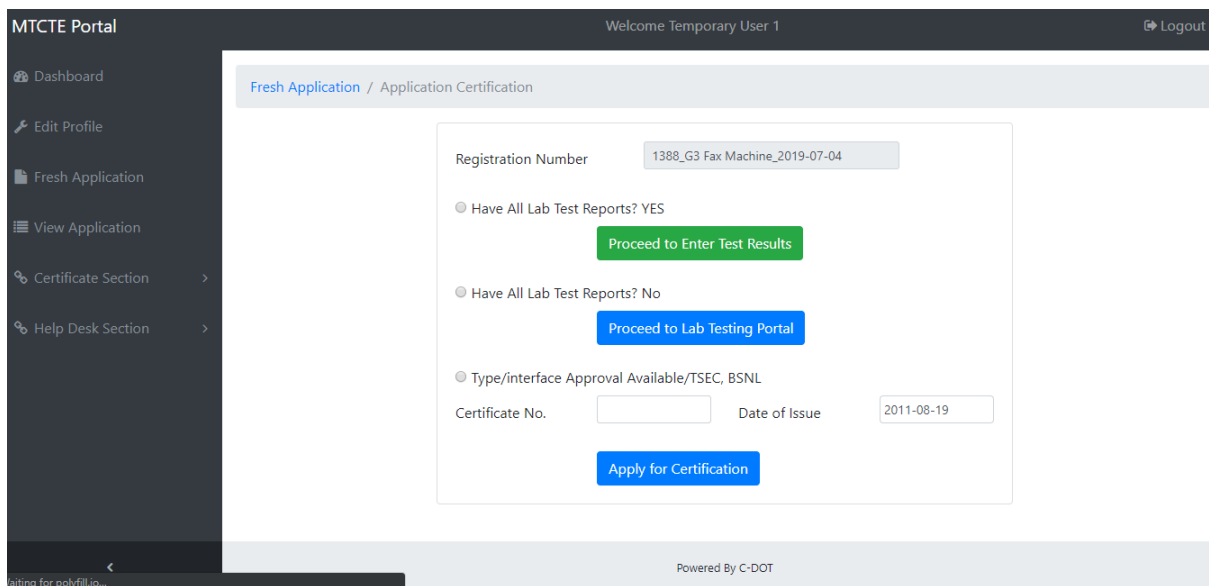 MTCTE Portal
Welcome Temporary User 1
Logout
Dashboard
Edit Profile
Fresh Application
View Application
Certificate Section
Help Desk Section
Fresh Application / Application Certification
Registration Number 1388_G3 Fax Machine_2019-07-04
Have All Lab Test Reports? YES
Proceed to Enter Test Results
Have All Lab Test Reports? No
Proceed to Lab Testing Portal
Type/interface Approval Available/TSEC, BSNL
Certificate No. Date of Issue 2011-08-19
Apply for Certification
Powered By C-DOT
for polyfill.io...